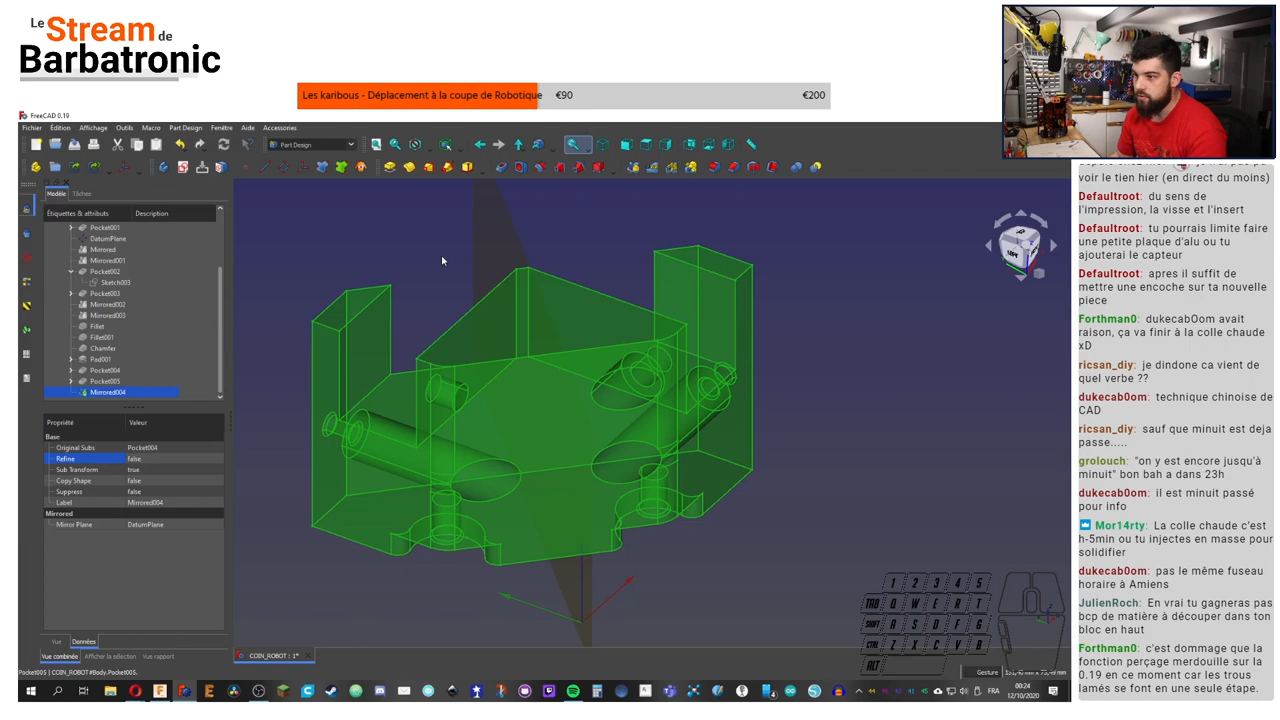 Le Stream de
Barbatronic
Les karibous - Déplacement à la coupe de Robotique €90 €200
FreeCAD 0.19
Fichier Édition Affichage Outils Macro Part Design Fenêtre Aide Accessories
Part Design
Modèle Tâches
Étiquettes & attributs Description
Pocket001
DatumPlane
Mirrored
Mirrored001
Pocket002
Sketch003
Pocket003
Mirrored002
Mirrored003
Fillet
Fillet001
Chamfer
Pad001
Pocket004
Pocket005
Mirrored004
Propriété Valeur
Base
Original Subs Pocket004
Refine false
Sub Transform true
Copy Shape false
Suppress false
Label Mirrored004
Mirrored
Mirror Plane DatumPlane
Vue Données
Vue combinée Afficher la sélection Vue rapport
COIN_ROBOT : 1*
Gesture
FRA
00:24
12/10/2020
1 2 3 4 5
TAB Q W E R T
SHIFT A S D F G
CTRL Z X C V B
ALT
voir le tien hier (en direct du moins)
Defaultroot: du sens de
l'impression, la visse et l'insert
Defaultroot: tu pourrais limite faire
une petite plaque d'alu ou tu
ajouterai le capteur
Defaultroot: apres il suffit de
mettre une encoche sur ta nouvelle
piece
Forthman0: dukecab0om avait
raison, ça va finir à la colle chaude
xD
ricsan_diy: je dindone ca vient de
quel verbe ??
dukecab0om: technique chinoise de
CAD
ricsan_diy: sauf que minuit est deja
passe.....
grolouch: "on y est encore jusqu'à
minuit" bon bah a dans 23h
dukecab0om: il est minuit passé
pour info
Mor14rty: La colle chaude c'est
h-5min ou tu injectes en masse pour
solidifier
dukecab0om: pas le même fuseau
horaire à Amiens
JulienRoch: En vrai tu gagneras pas
bcp de matière à découper dans ton
bloc en haut
Forthman0: c'est dommage que la
fonction perçage merdouille sur la
0.19 en ce moment car les trous
lamés se font en une seule étape.